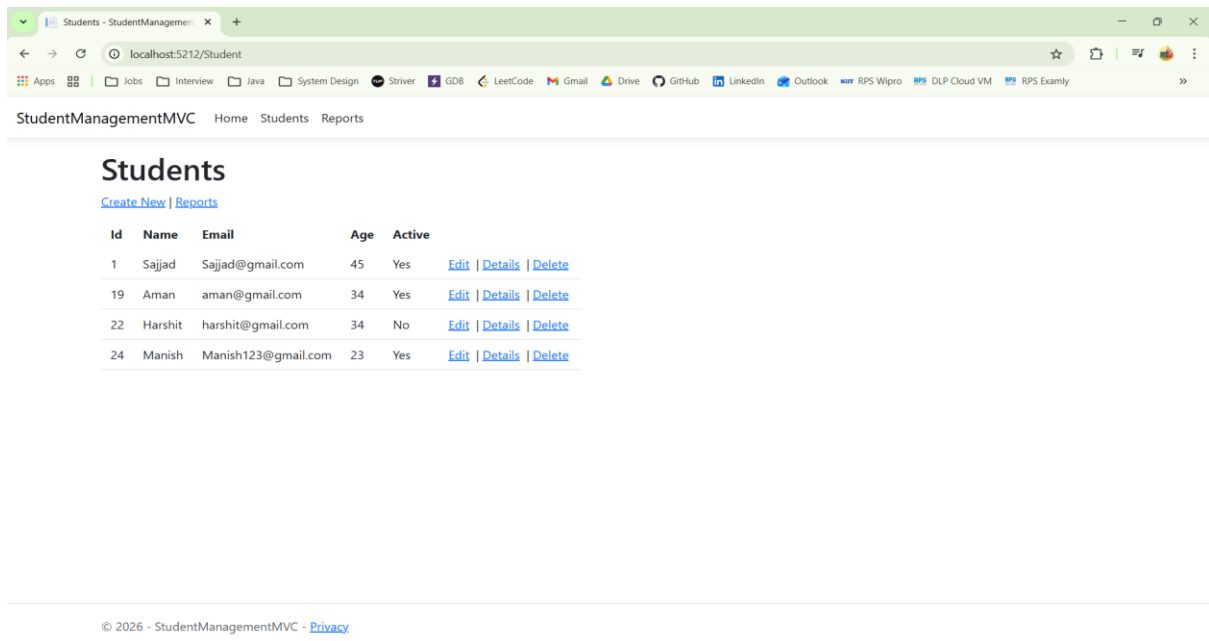 Students - StudentManagemen
localhost:5212/Student
Apps Jobs Interview Java System Design Striver GDB LeetCode Gmail Drive GitHub LinkedIn Outlook RPS Wipro RPS DLP Cloud VM RPS Examly
StudentManagementMVC Home Students Reports
Students
Create New | Reports
Id Name Email Age Active
1 Sajjad Sajjad@gmail.com 45 Yes Edit | Details | Delete
19 Aman aman@gmail.com 34 Yes Edit | Details | Delete
22 Harshit harshit@gmail.com 34 No Edit | Details | Delete
24 Manish Manish123@gmail.com 23 Yes Edit | Details | Delete
© 2026 - StudentManagementMVC - Privacy